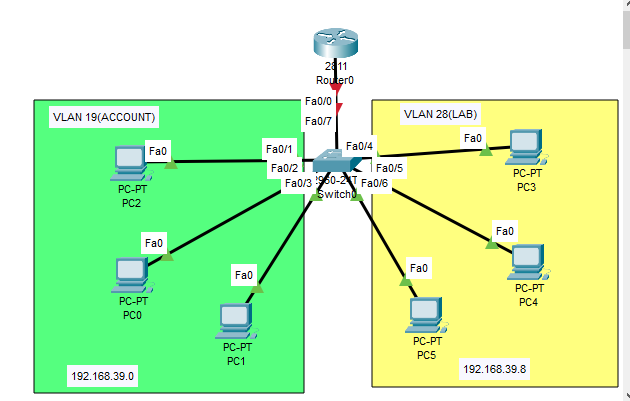 2811
Router0
Fa0/0
Fa0/7
VLAN 19(ACCOUNT)
VLAN 28(LAB)
Fa0
Fa0/1
Fa0/2
Fa0/3
Fa0/4
Fa0/5
Fa0/6
Fa0
PC-PT
PC2
Switch0
PC-PT
PC3
Fa0
Fa0
PC-PT
PC0
PC-PT
PC4
Fa0
Fa0
PC-PT
PC1
PC-PT
PC5
192.168.39.0
192.168.39.8